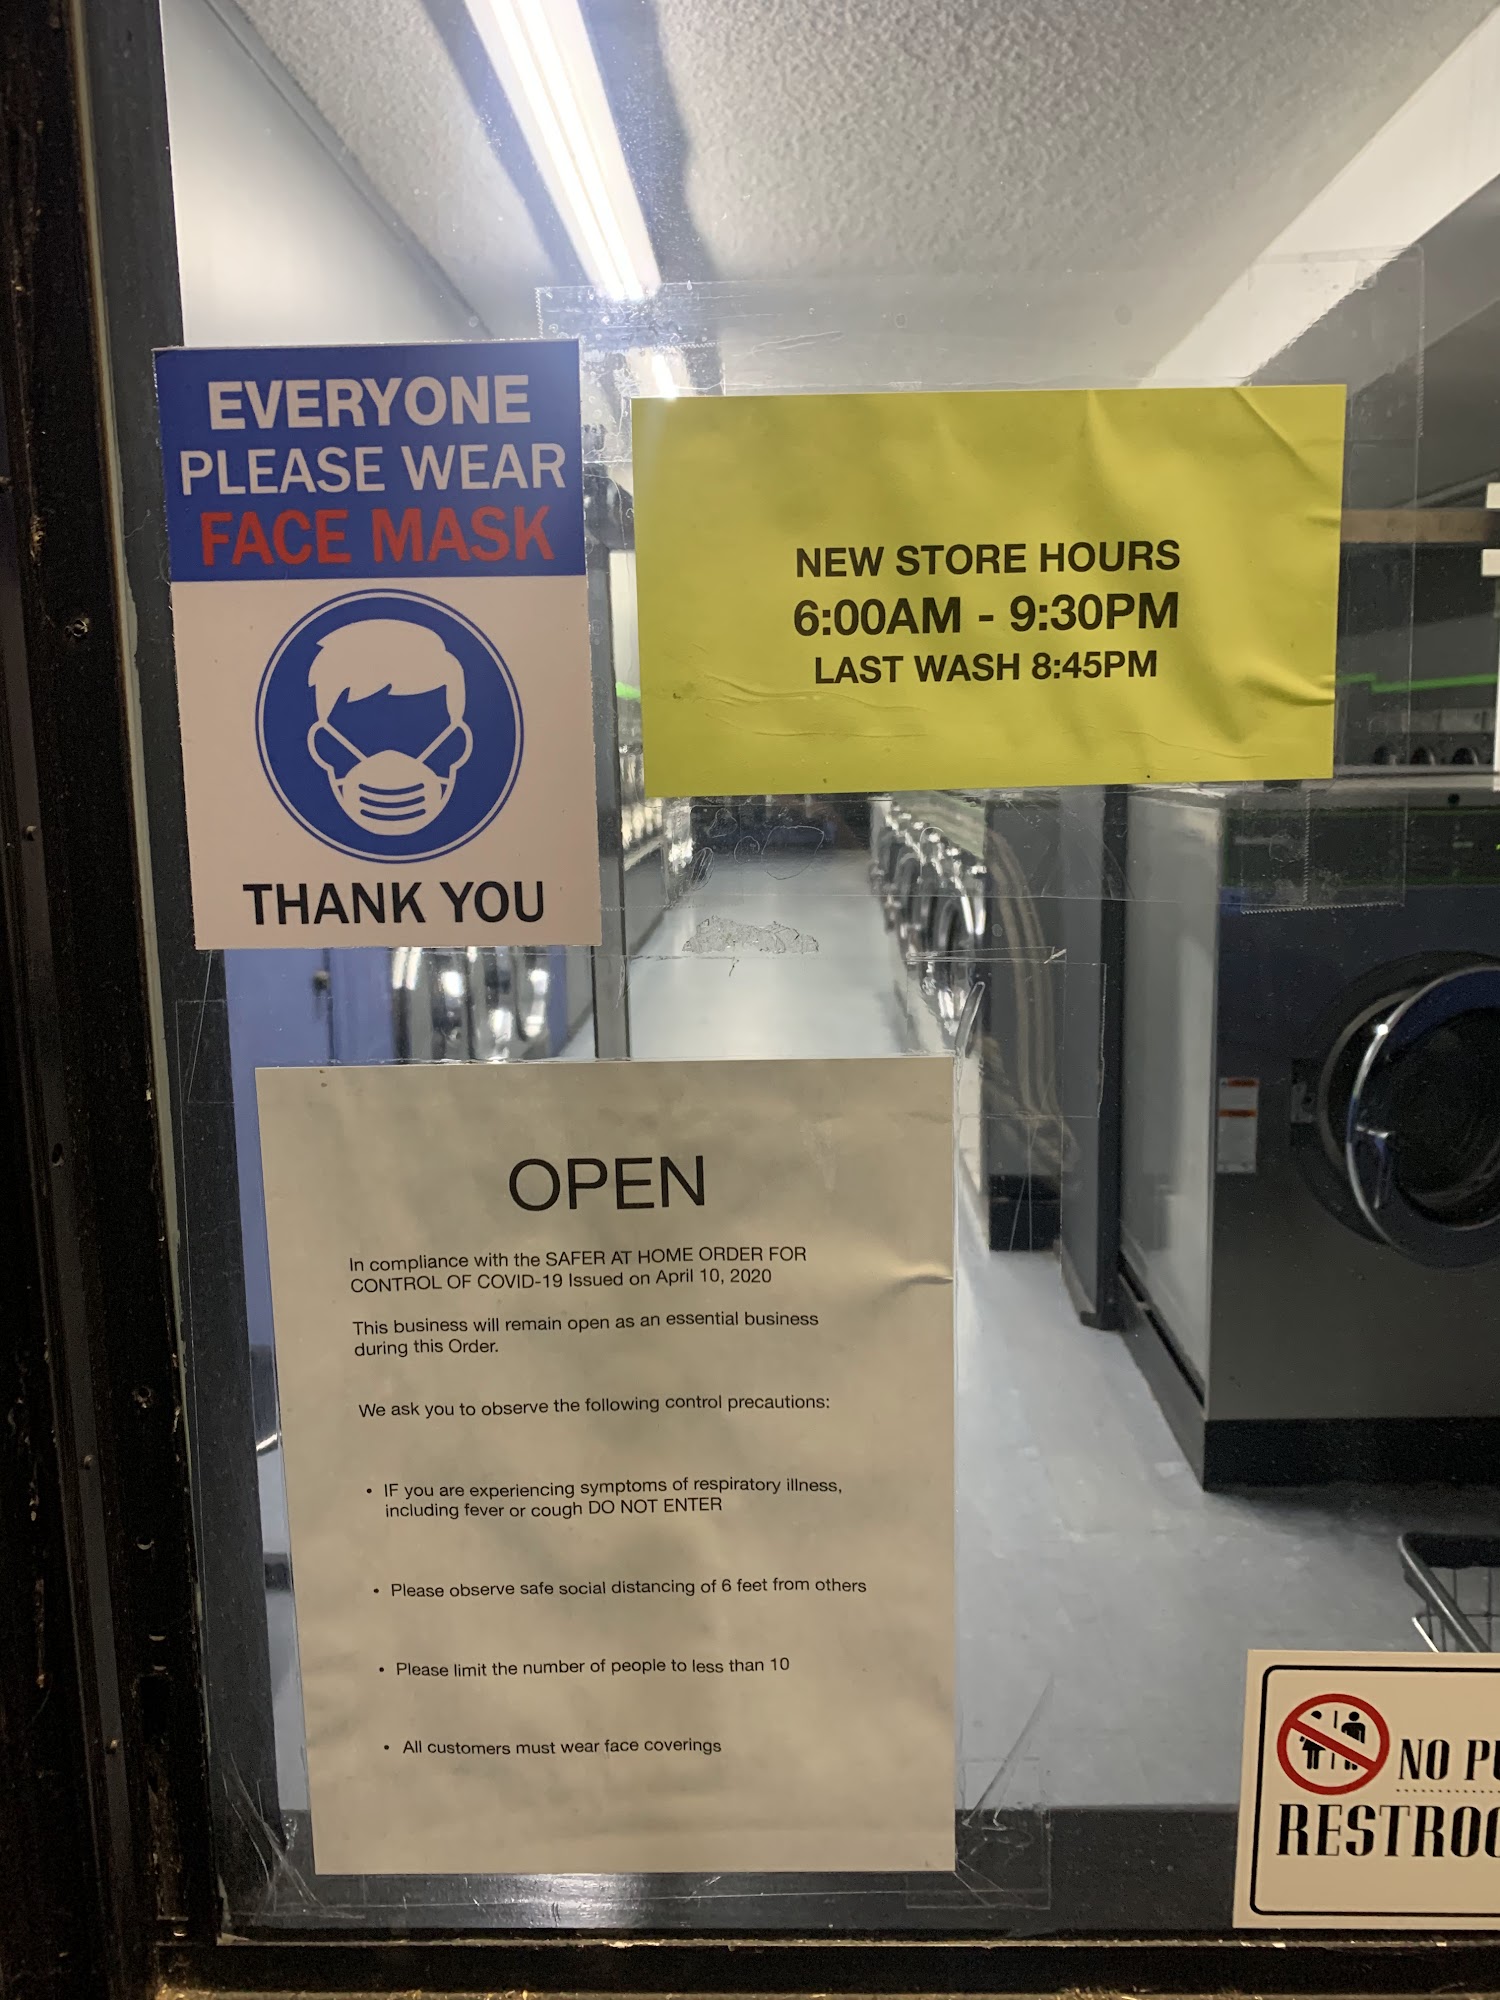 EVERYONE
PLEASE WEAR
FACE MASK
THANK YOU
NEW STORE HOURS
6:00AM - 9:30PM
LAST WASH 8:45PM
OPEN
In compliance with the SAFER AT HOME ORDER FOR
CONTROL OF COVID-19 Issued on April 10, 2020
This business will remain open as an essential business
during this Order.
We ask you to observe the following control precautions:
• IF you are experiencing symptoms of respiratory illness,
including fever or cough DO NOT ENTER
• Please observe safe social distancing of 6 feet from others
• Please limit the number of people to less than 10
• All customers must wear face coverings
NO